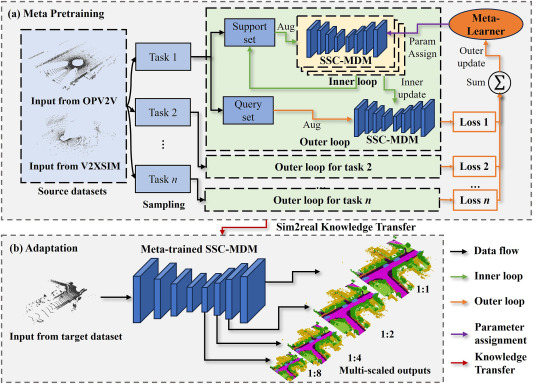 (a) Meta Pretraining
Input from OPV2V
Input from V2XSIM
Source datasets
Task 1
Task 2
...
Task n
Sampling
Support
set
Aug
SSC-MDM
Inner loop
Param
Assign
Inner
update
Query
set
Aug
SSC-MDM
Outer loop
Outer loop for task 2
...
Outer loop for task n
Meta-
Learner
Outer
update
Sum
Σ
Loss 1
Loss 2
...
Loss n
Sim2real Knowledge Transfer
(b) Adaptation
Meta-trained SSC-MDM
Input from target dataset
1:1
1:2
1:4
1:8
Multi-scaled outputs
Data flow
Inner loop
Outer loop
Parameter
assignment
Knowledge
Transfer